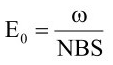 E₀ = ω / NBS